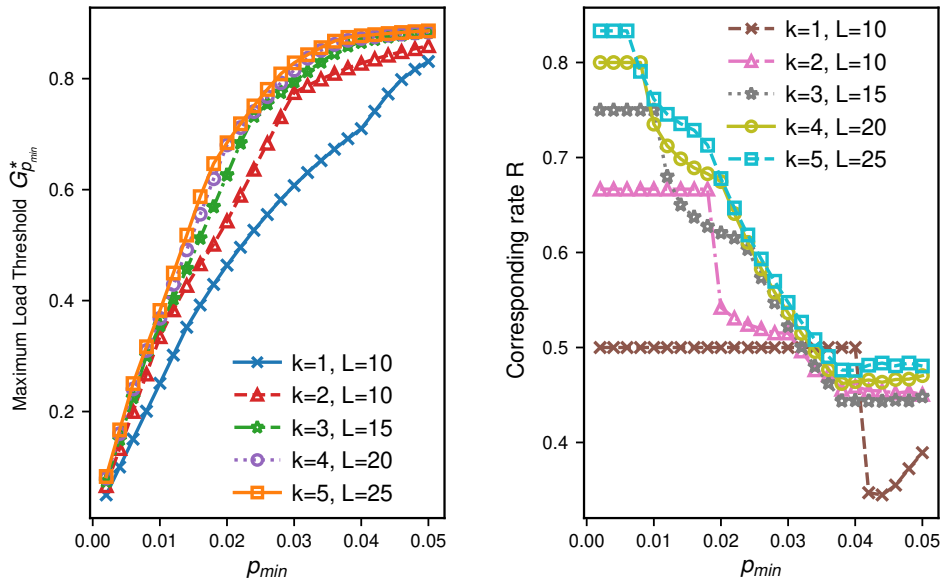 Maximum Load Threshold G*pmin
0.8
0.6
0.4
0.2
k=1, L=10
k=2, L=10
k=3, L=15
k=4, L=20
k=5, L=25
0.00 0.01 0.02 0.03 0.04 0.05
pmin
Corresponding rate R
0.8
0.7
0.6
0.5
0.4
k=1, L=10
k=2, L=10
k=3, L=15
k=4, L=20
k=5, L=25
0.00 0.01 0.02 0.03 0.04 0.05
pmin